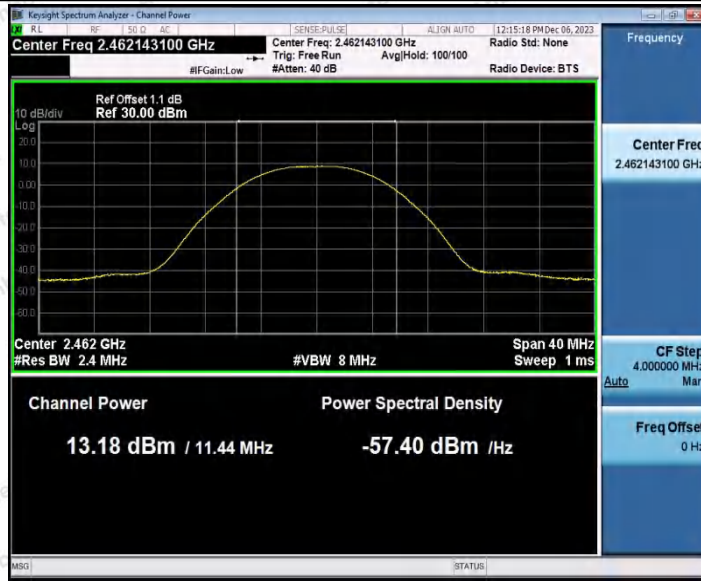 Keysight Spectrum Analyzer - Channel Power
RL RF 50 Ω AC SENSE:PULSE ALIGN AUTO 12:15:18 PM Dec 06, 2023
Center Freq 2.462143100 GHz
Center Freq: 2.462143100 GHz
Radio Std: None
Trig: Free Run Avg|Hold: 100/100
#IFGain:Low
#Atten: 40 dB
Radio Device: BTS
Frequency
Ref Offset 1.1 dB
10 dB/div Ref 30.00 dBm
Log
20.0
10.0
0.00
-10.0
-20.0
-30.0
-40.0
-50.0
-60.0
Center Freq
2.462143100 GHz
Center 2.462 GHz Span 40 MHz
#Res BW 2.4 MHz #VBW 8 MHz Sweep 1 ms
CF Step
4.000000 MHz
Auto Man
Channel Power Power Spectral Density
13.18 dBm / 11.44 MHz -57.40 dBm /Hz
Freq Offset
0 Hz
MSG STATUS